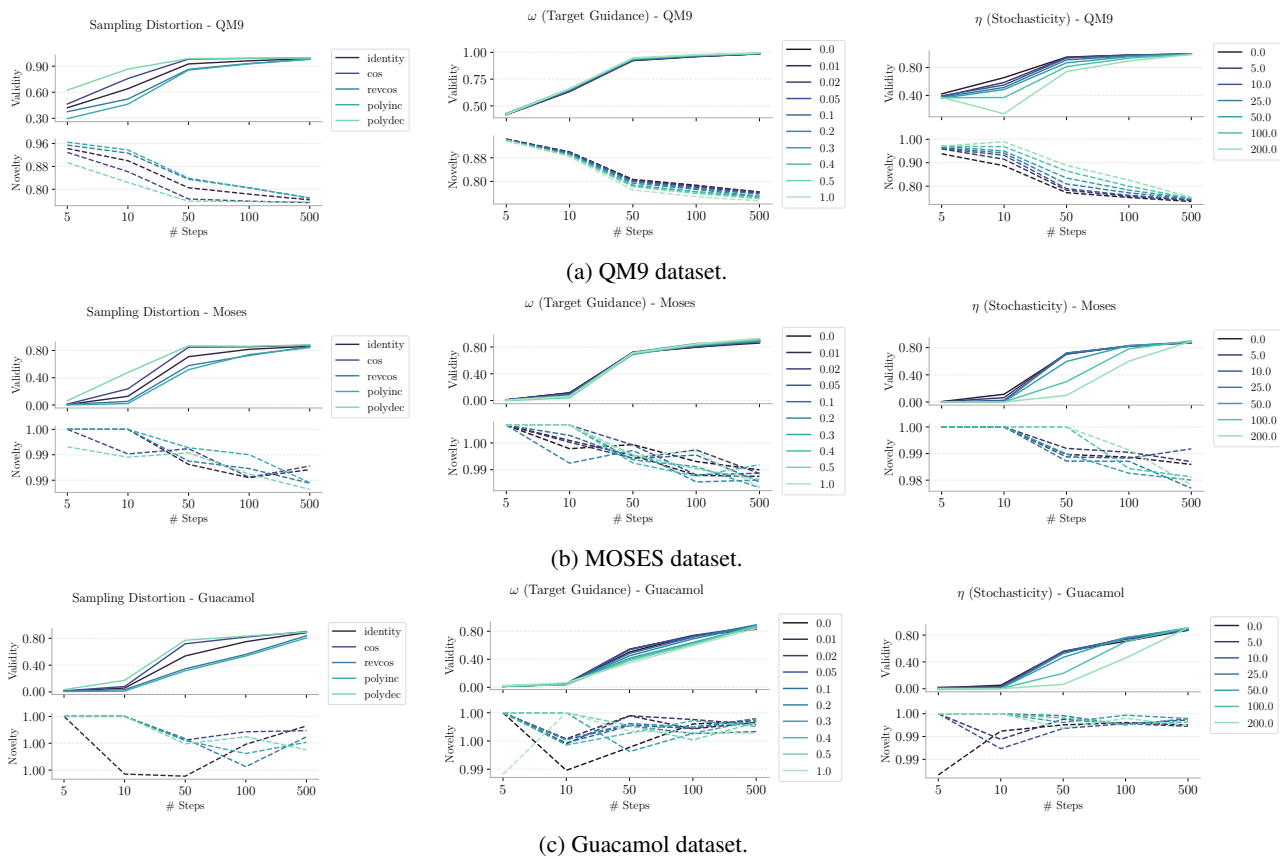 Sampling Distortion - QM9
Validity
0.90
0.60
0.30
Novelty
0.96
0.88
0.80
5 10 50 100 500
# Steps
identity
cos
revcos
polyinc
polydec
ω (Target Guidance) - QM9
Validity
1.00
0.75
0.50
Novelty
0.88
0.80
5 10 50 100 500
# Steps
0.0
0.01
0.02
0.05
0.1
0.2
0.3
0.4
0.5
1.0
η (Stochasticity) - QM9
Validity
0.80
0.40
Novelty
1.00
0.90
0.80
5 10 50 100 500
# Steps
0.0
5.0
10.0
25.0
50.0
100.0
200.0
(a) QM9 dataset.
Sampling Distortion - Moses
Validity
0.80
0.40
0.00
Novelty
1.00
0.99
5 10 50 100 500
# Steps
identity
cos
revcos
polyinc
polydec
ω (Target Guidance) - Moses
Validity
0.80
0.40
0.00
Novelty
1.00
0.99
5 10 50 100 500
# Steps
0.0
0.01
0.02
0.05
0.1
0.2
0.3
0.4
0.5
1.0
η (Stochasticity) - Moses
Validity
0.80
0.40
0.00
Novelty
1.00
0.99
0.98
5 10 50 100 500
# Steps
0.0
5.0
10.0
25.0
50.0
100.0
200.0
(b) MOSES dataset.
Sampling Distortion - Guacamol
Validity
0.80
0.40
0.00
Novelty
1.00
1.00
1.00
5 10 50 100 500
# Steps
identity
cos
revcos
polyinc
polydec
ω (Target Guidance) - Guacamol
Validity
0.80
0.40
0.00
Novelty
1.00
1.00
0.99
5 10 50 100 500
# Steps
0.0
0.01
0.02
0.05
0.1
0.2
0.3
0.4
0.5
1.0
η (Stochasticity) - Guacamol
Validity
0.80
0.40
0.00
Novelty
1.00
0.99
0.99
5 10 50 100 500
# Steps
0.0
5.0
10.0
25.0
50.0
100.0
200.0
(c) Guacamol dataset.